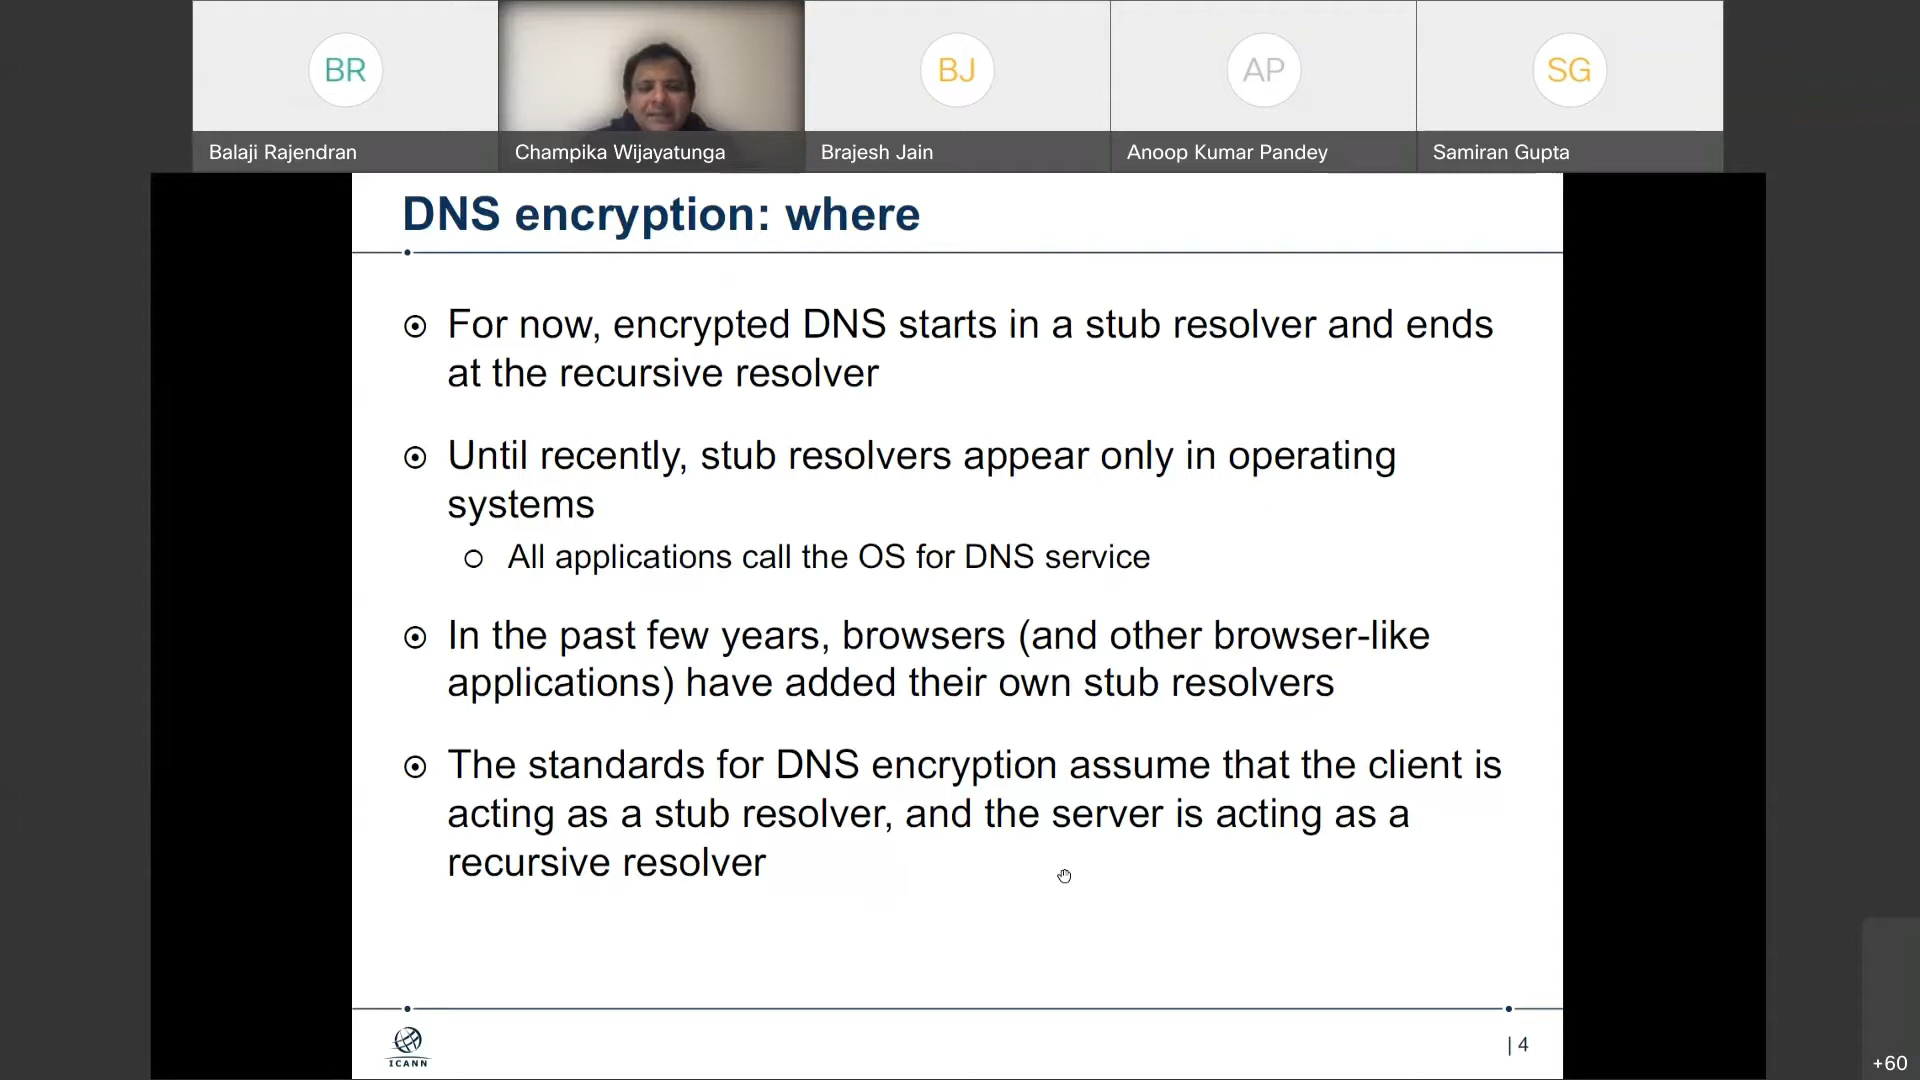 BR
BJ
AP
SG
Balaji Rajendran
Champika Wijayatunga
Brajesh Jain
Anoop Kumar Pandey
Samiran Gupta
DNS encryption: where
For now, encrypted DNS starts in a stub resolver and ends
at the recursive resolver
Until recently, stub resolvers appear only in operating
systems
All applications call the OS for DNS service
In the past few years, browsers (and other browser-like
applications) have added their own stub resolvers
The standards for DNS encryption assume that the client is
acting as a stub resolver, and the server is acting as a
recursive resolver
ICANN
| 4
+60